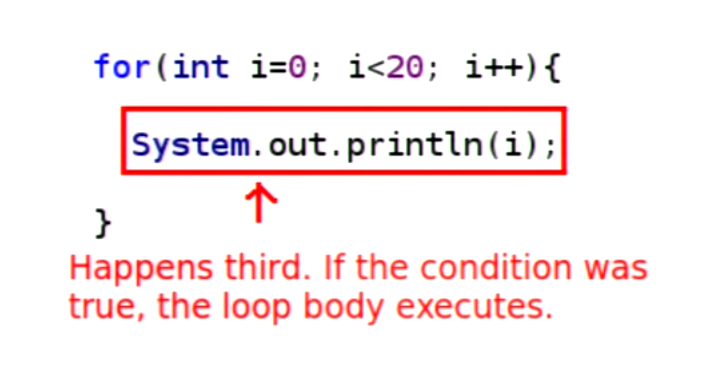 for(int i=0; i<20; i++){
System.out.println(i);
}
Happens third. If the condition was
true, the loop body executes.